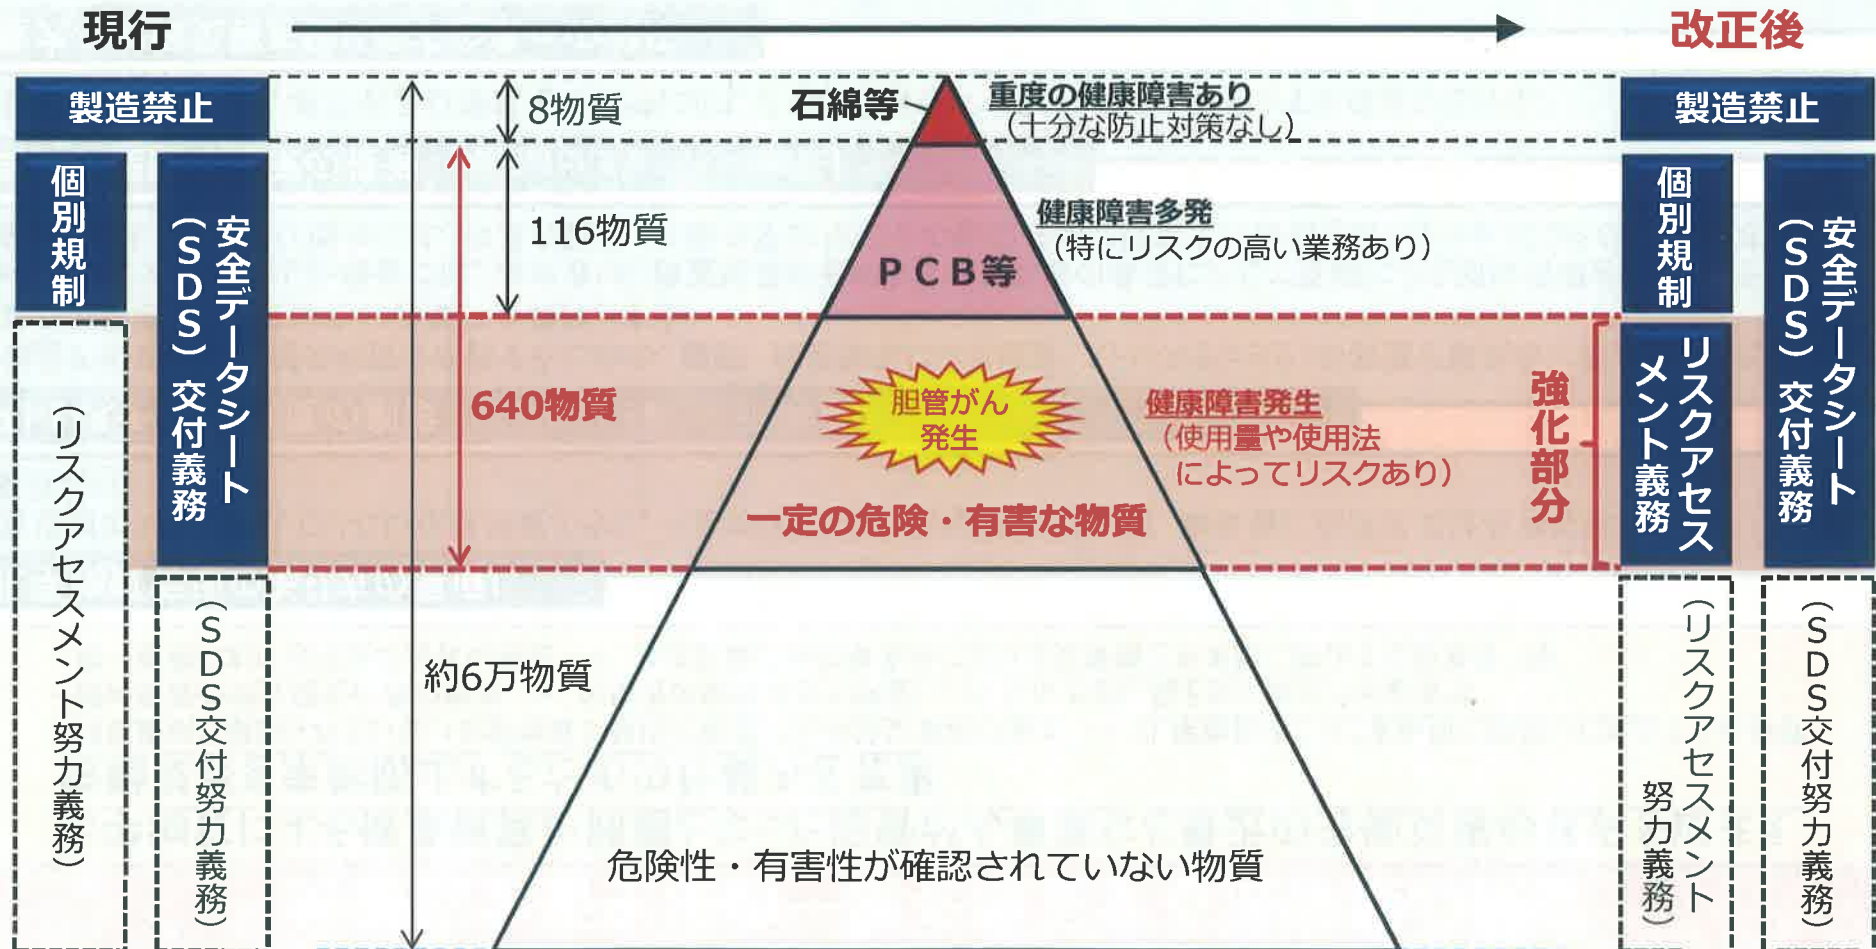 現行
改正後
製造禁止
個別規制
安全データシート
（ＳＤＳ）交付義務
（リスクアセスメント努力義務）
（ＳＤＳ交付努力義務）
8物質
116物質
640物質
約6万物質
石綿等
重度の健康障害あり
（十分な防止対策なし）
健康障害多発
（特にリスクの高い業務あり）
ＰＣＢ等
胆管がん
発生
健康障害発生
（使用量や使用法
によってリスクあり）
一定の危険・有害な物質
危険性・有害性が確認されていない物質
強化部分
製造禁止
個別規制
リスクアセス
メント義務
安全データシート
（ＳＤＳ）交付義務
（リスクアセスメント
努力義務）
（ＳＤＳ交付努力義務）